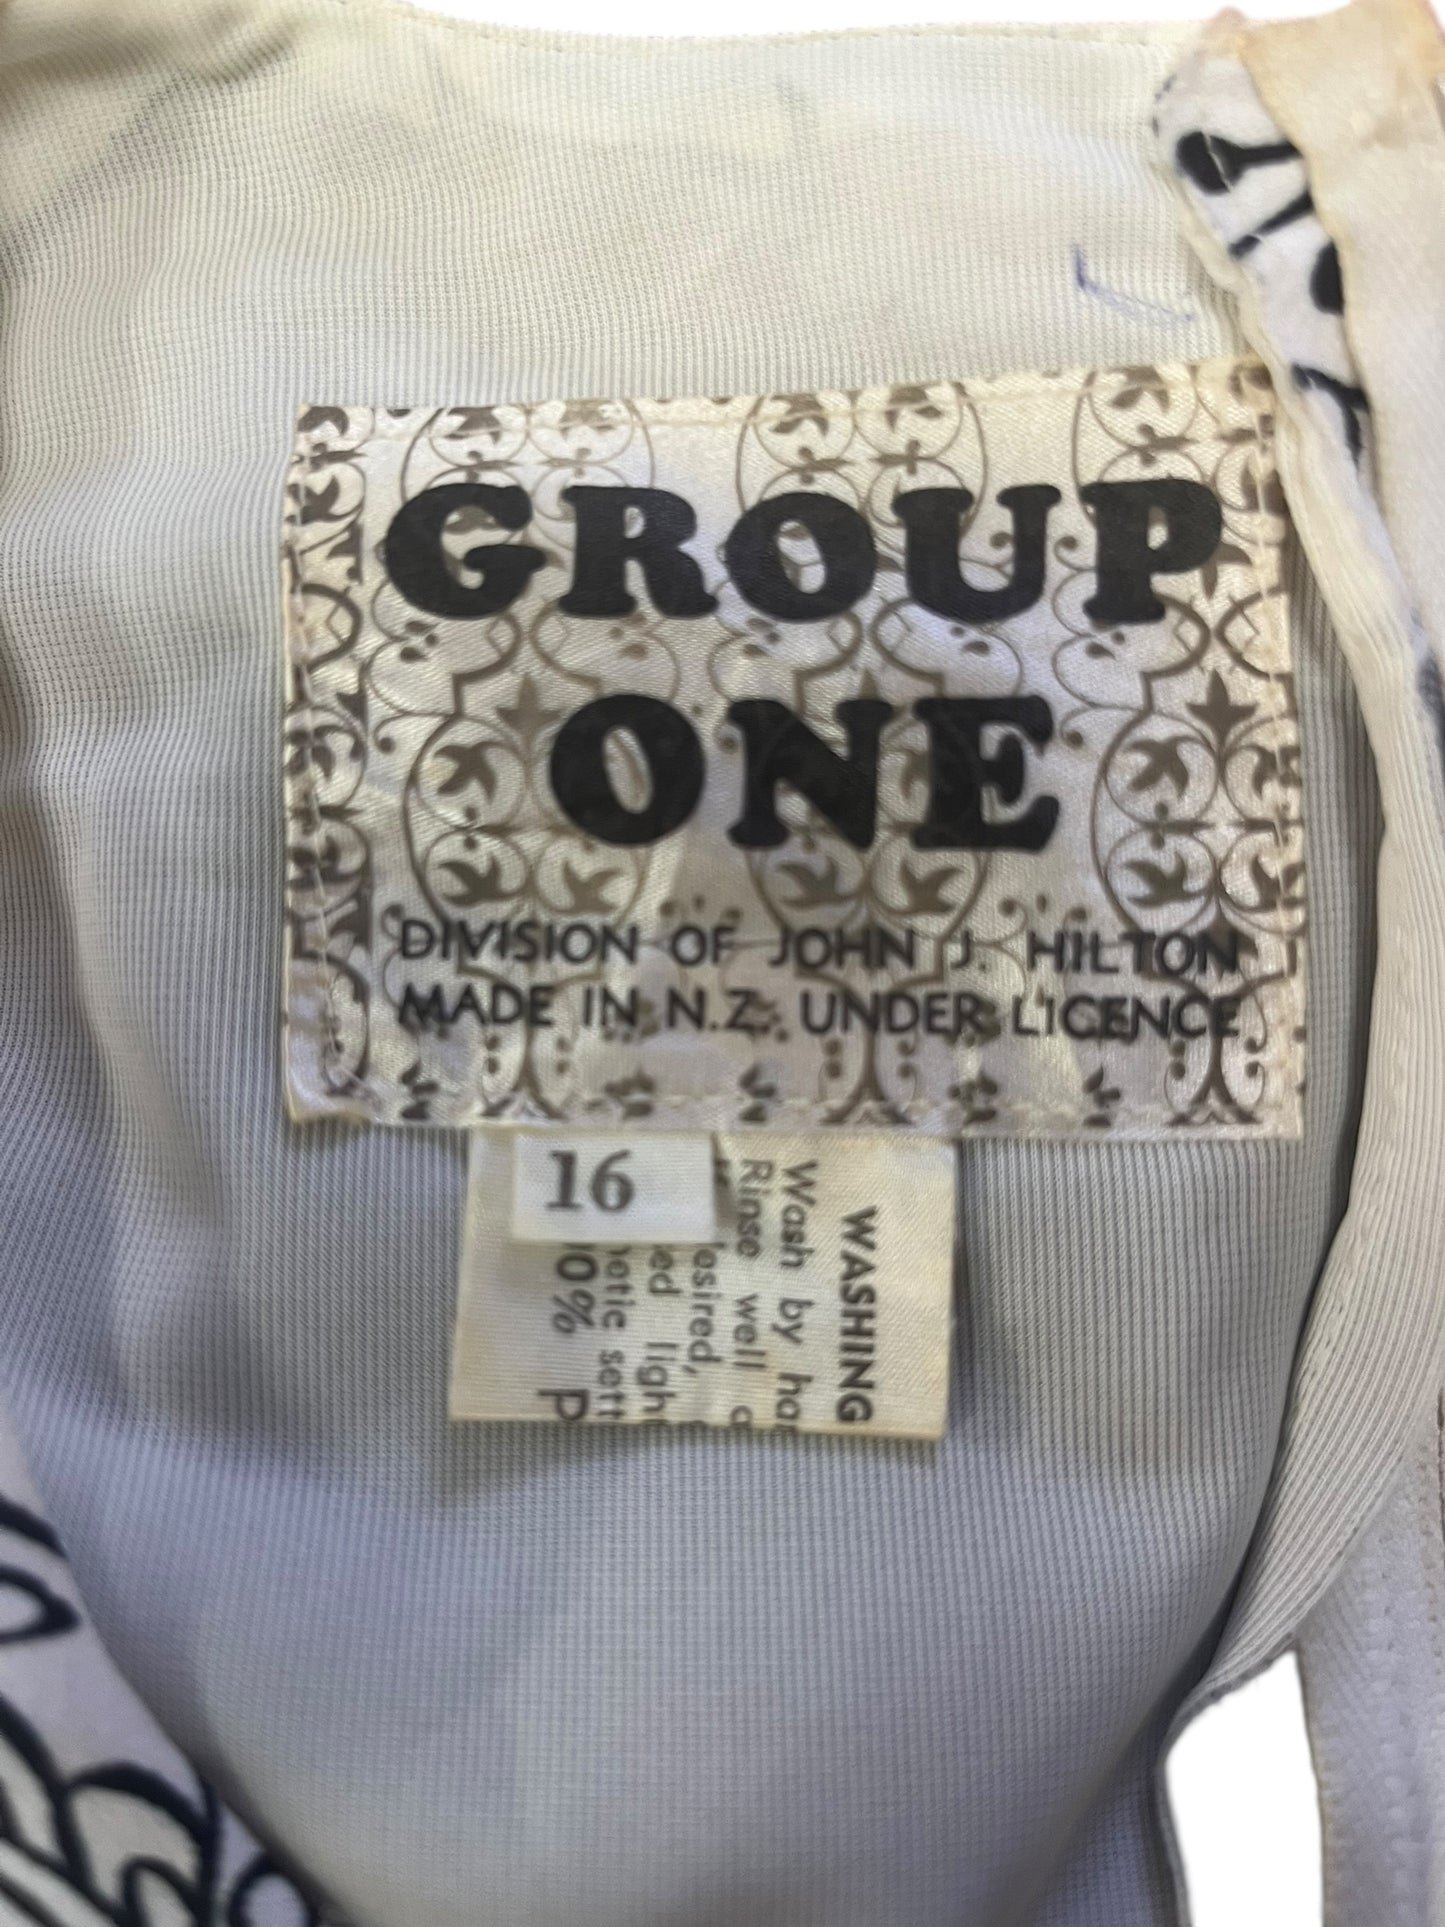 GROUP
ONE
DIVISION OF JOHN J. HILTON
MADE IN N.Z. UNDER LICENCE
16
WASHING
Wash by
Rinse well